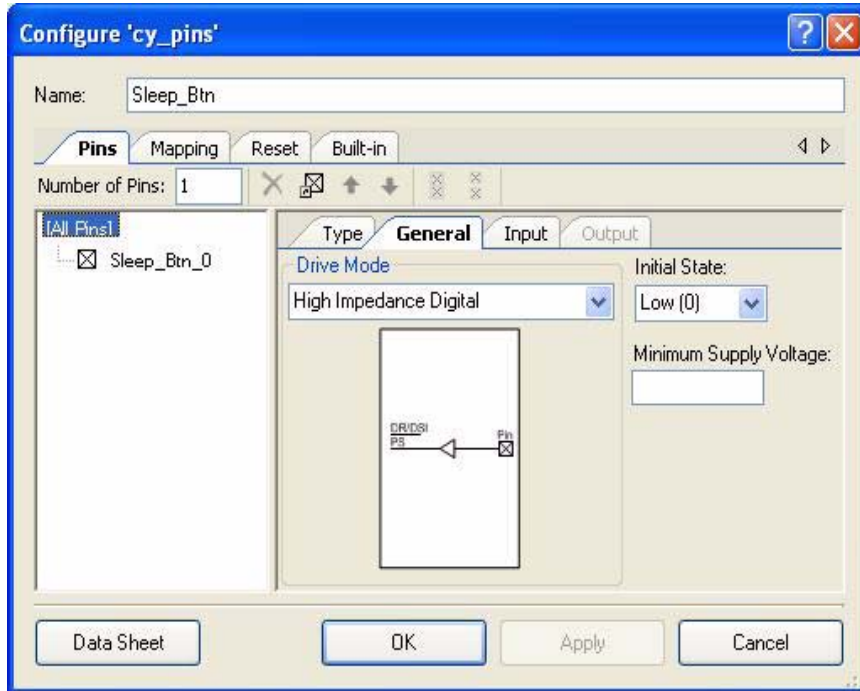 Configure 'cy_pins'
Name: Sleep_Btn
Pins Mapping Reset Built-in
Number of Pins: 1
[All Pins]
Sleep_Btn_0
Type General Input Output
Drive Mode
High Impedance Digital
Initial State:
Low (0)
Minimum Supply Voltage:
DR/DSI
PS
Pin
Data Sheet OK Apply Cancel